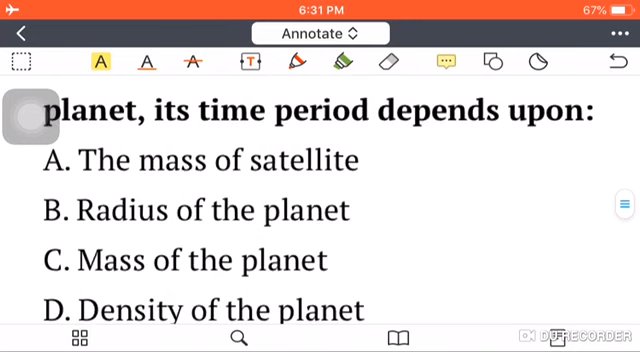 6:31 PM
67%
Annotate
A A A T
planet, its time period depends upon:
A. The mass of satellite
B. Radius of the planet
C. Mass of the planet
D. Density of the planet
DU RECORDER